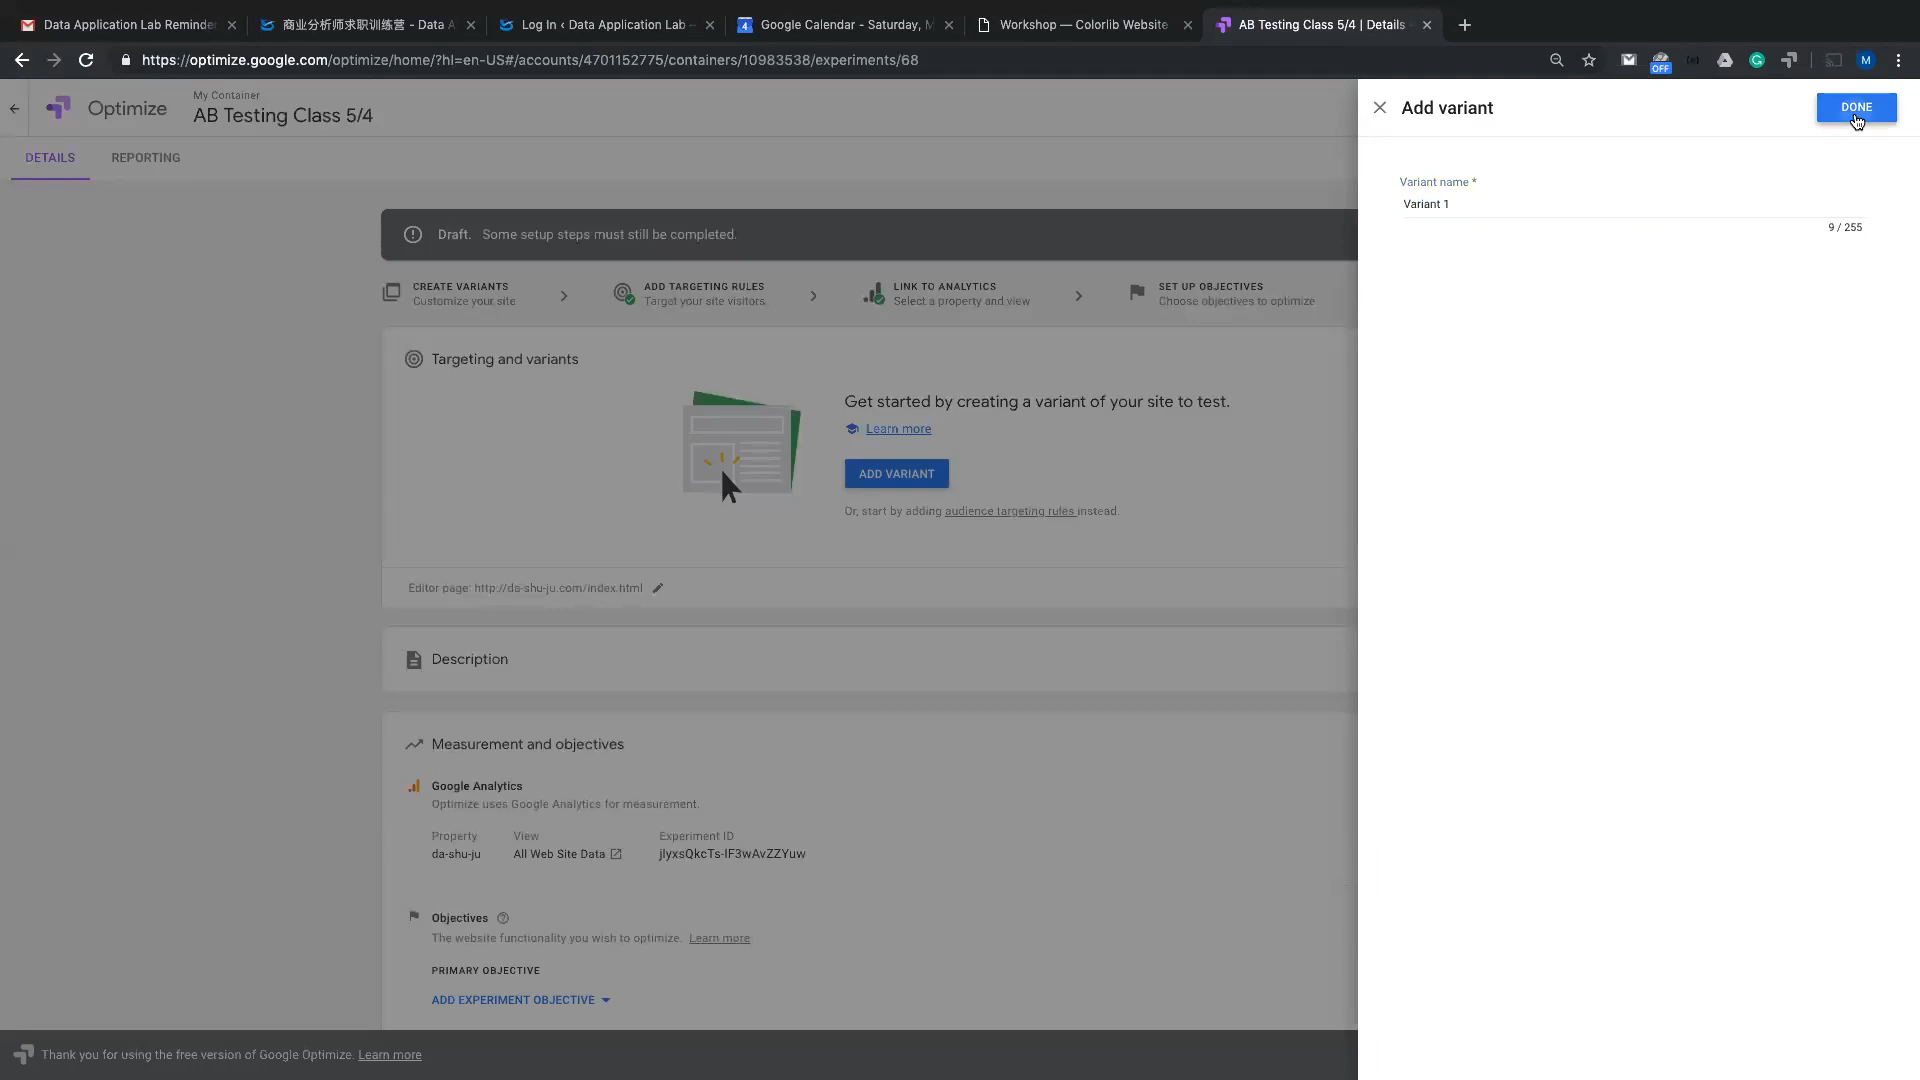 Data Application Lab Reminder
商业分析师求职训练营 - Data A
Log In ‹ Data Application Lab –
4
Google Calendar - Saturday, M
Workshop — Colorlib Website
AB Testing Class 5/4 | Details
https://optimize.google.com/optimize/home/?hl=en-US#/accounts/4701152775/containers/10983538/experiments/68
OFF
M
Optimize
My Container
AB Testing Class 5/4
DETAILS
REPORTING
Draft. Some setup steps must still be completed.
CREATE VARIANTS
Customize your site
ADD TARGETING RULES
Target your site visitors
LINK TO ANALYTICS
Select a property and view
SET UP OBJECTIVES
Choose objectives to optimize
Targeting and variants
Get started by creating a variant of your site to test.
Learn more
ADD VARIANT
Or, start by adding audience targeting rules instead.
Editor page: http://da-shu-ju.com/index.html
Description
Measurement and objectives
Google Analytics
Optimize uses Google Analytics for measurement.
Property View Experiment ID
da-shu-ju All Web Site Data jlyxsQkcTs-IF3wAvZZYuw
Objectives
The website functionality you wish to optimize. Learn more
PRIMARY OBJECTIVE
ADD EXPERIMENT OBJECTIVE
Thank you for using the free version of Google Optimize. Learn more
Add variant
DONE
Variant name *
Variant 1
9 / 255